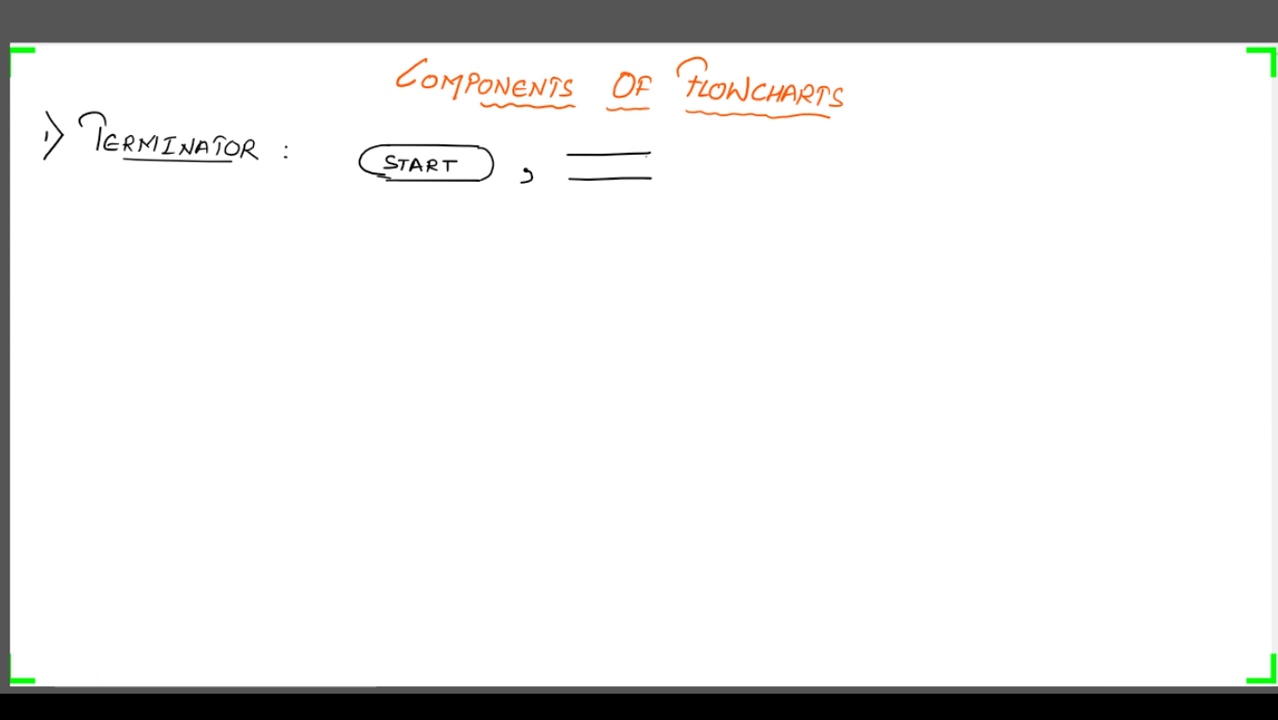 COMPONENTS OF FLOWCHARTS
1) TERMINATOR : START ,